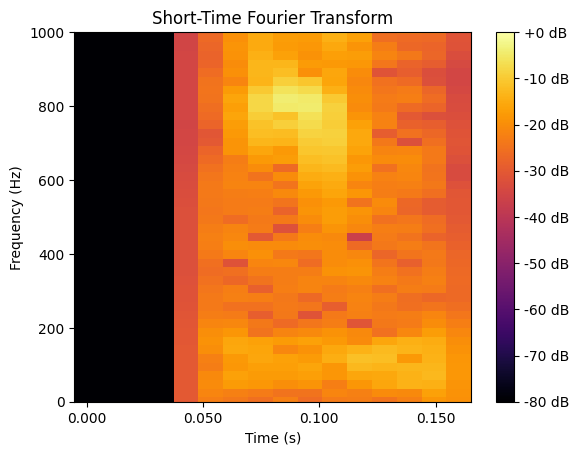 Short-Time Fourier Transform
Frequency (Hz)
1000
800
600
400
200
0
0.000
0.050
0.100
0.150
Time (s)
+0 dB
-10 dB
-20 dB
-30 dB
-40 dB
-50 dB
-60 dB
-70 dB
-80 dB